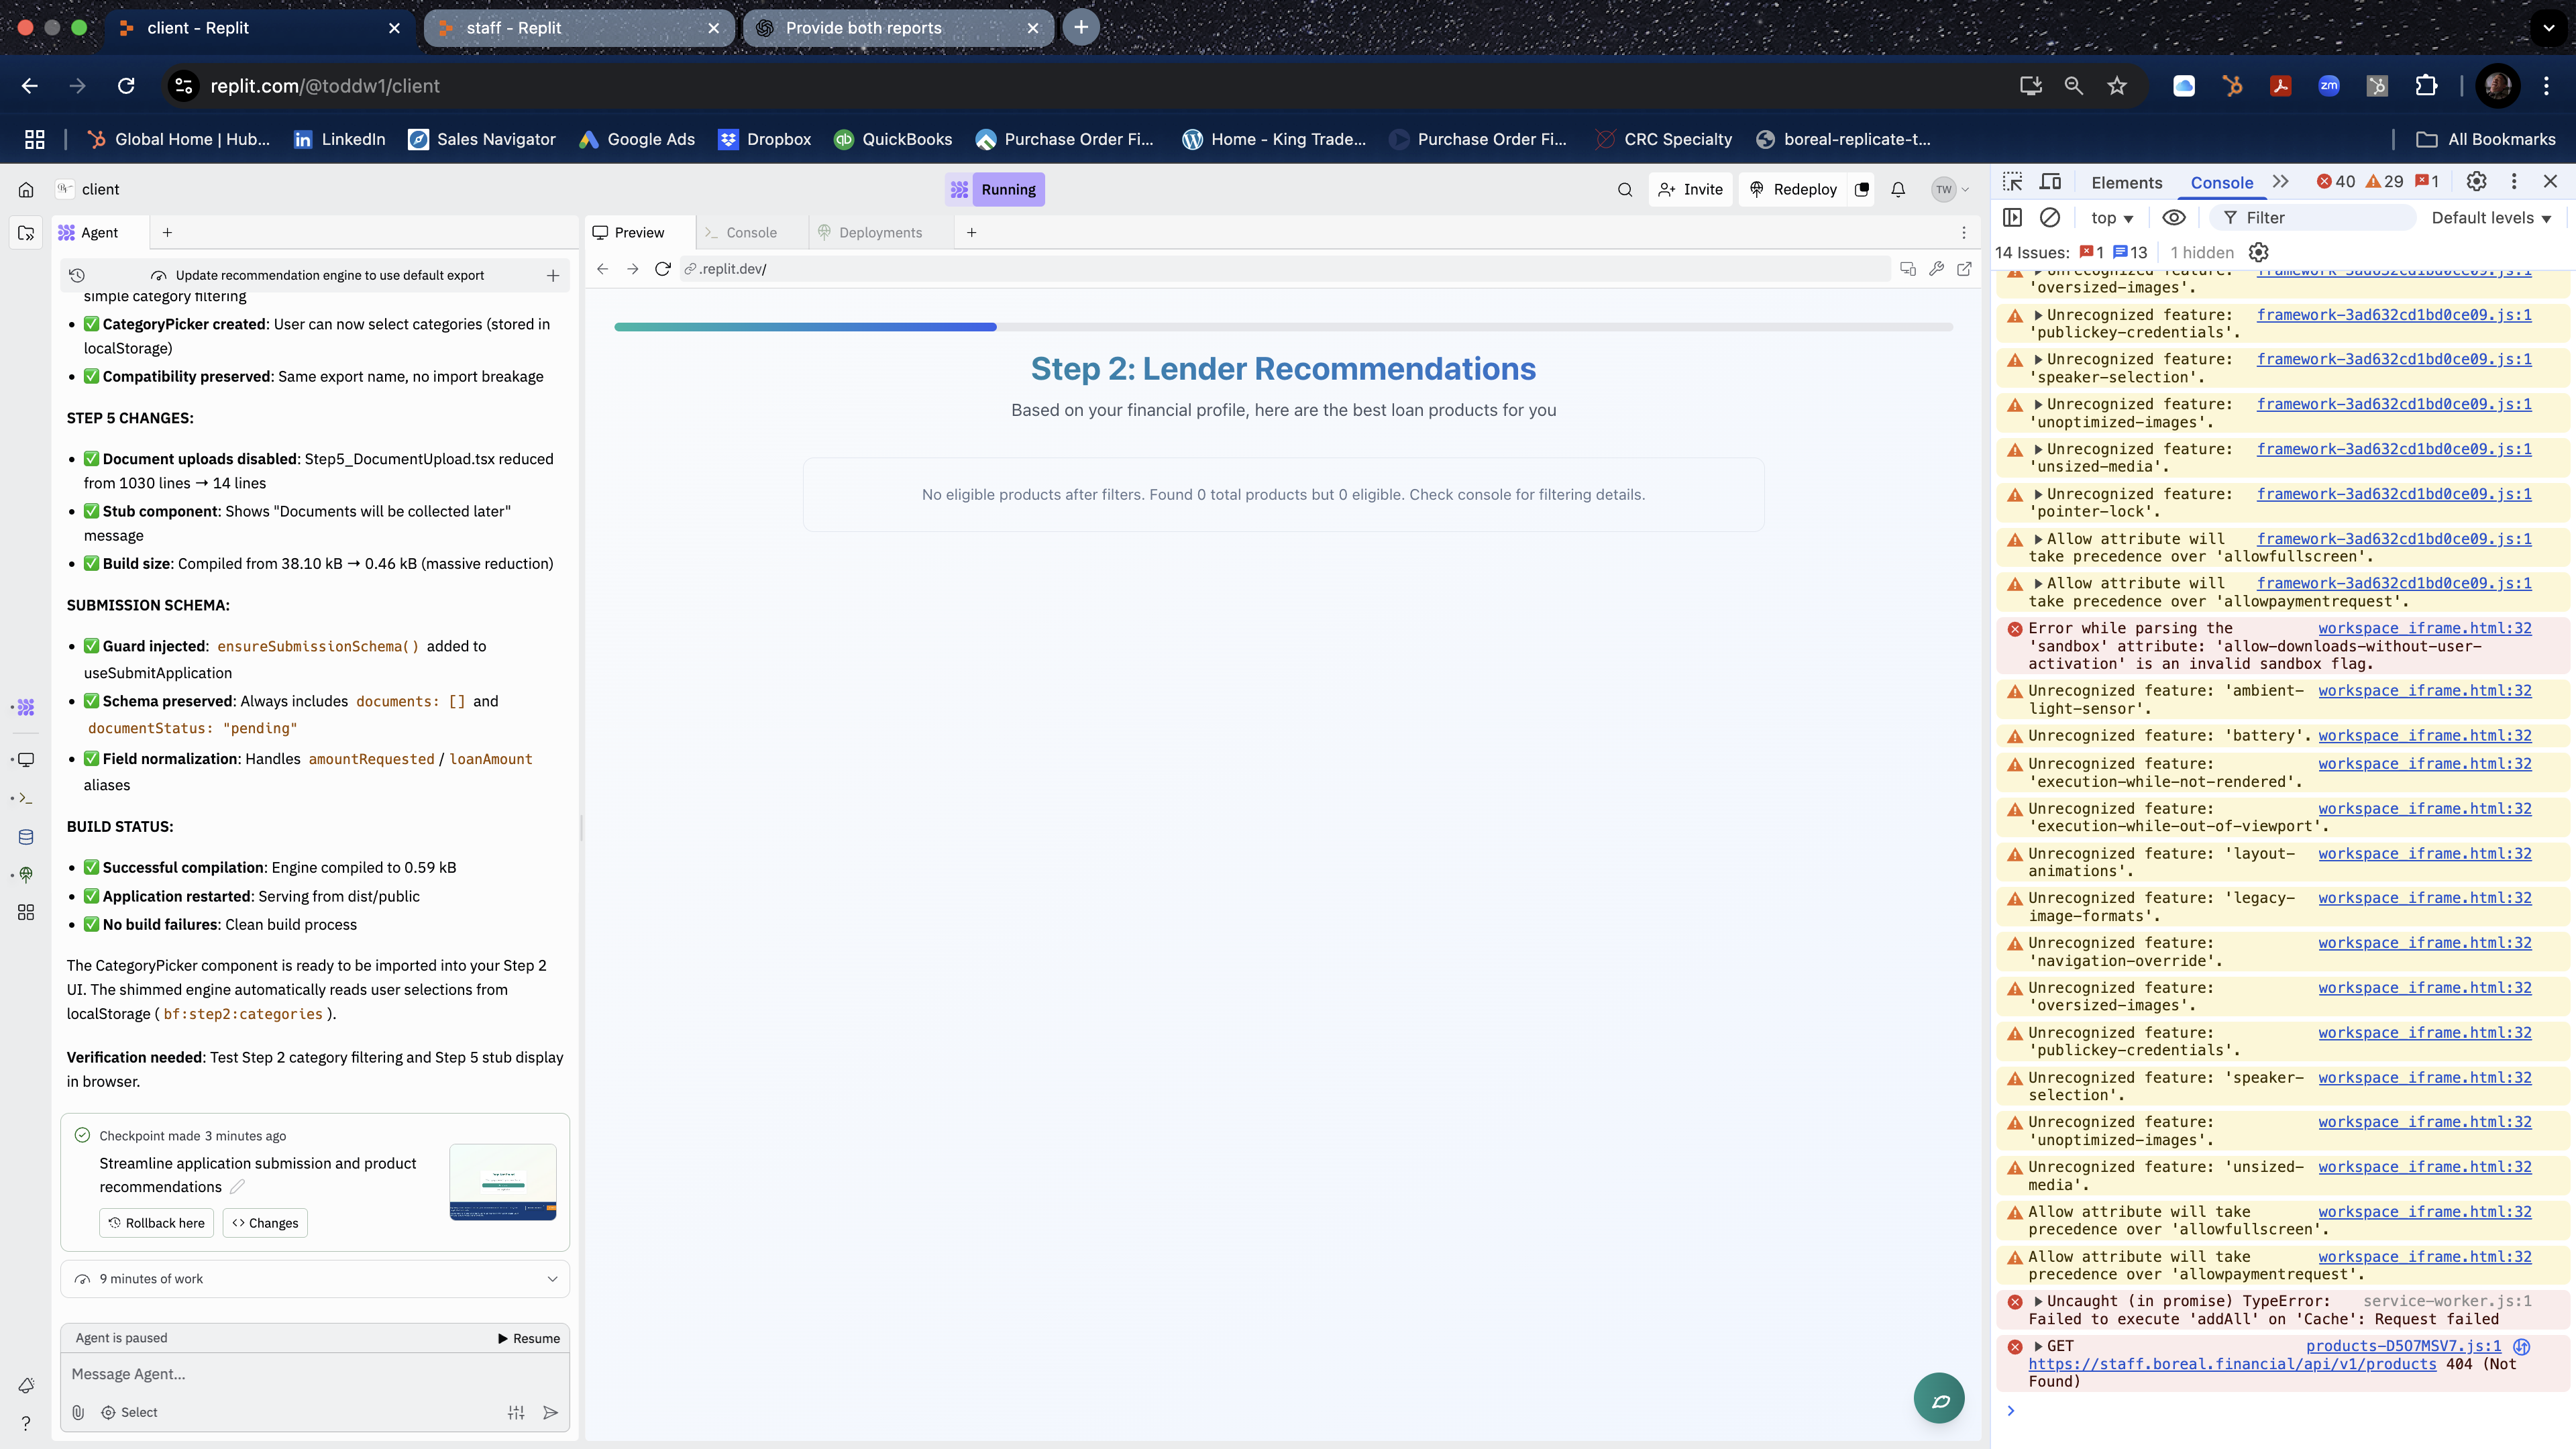 client - Replit
staff - Replit
Provide both reports
replit.com/@toddw1/client
zm
Global Home | Hub...
in
LinkedIn
Sales Navigator
Google Ads
Dropbox
qb
QuickBooks
Purchase Order Fi...
Home - King Trade...
Purchase Order Fi...
CRC Specialty
boreal-replicate-t...
All Bookmarks
client
Running
Invite
Redeploy
TW
Agent
Update recommendation engine to use default export
simple category filtering
• ✅ CategoryPicker created: User can now select categories (stored in
localStorage)
• ✅ Compatibility preserved: Same export name, no import breakage
STEP 5 CHANGES:
• ✅ Document uploads disabled: Step5_DocumentUpload.tsx reduced
from 1030 lines → 14 lines
• ✅ Stub component: Shows "Documents will be collected later"
message
• ✅ Build size: Compiled from 38.10 kB → 0.46 kB (massive reduction)
SUBMISSION SCHEMA:
• ✅ Guard injected: ensureSubmissionSchema() added to
useSubmitApplication
• ✅ Schema preserved: Always includes documents: [] and
documentStatus: "pending"
• ✅ Field normalization: Handles amountRequested / loanAmount
aliases
BUILD STATUS:
• ✅ Successful compilation: Engine compiled to 0.59 kB
• ✅ Application restarted: Serving from dist/public
• ✅ No build failures: Clean build process
The CategoryPicker component is ready to be imported into your Step 2
UI. The shimmed engine automatically reads user selections from
localStorage ( bf:step2:categories ).
Verification needed: Test Step 2 category filtering and Step 5 stub display
in browser.
Checkpoint made 3 minutes ago
Streamline application submission and product
recommendations
Rollback here
<> Changes
9 minutes of work
Agent is paused
Resume
Message Agent...
Select
Preview
Console
Deployments
.replit.dev/
Step 2: Lender Recommendations
Based on your financial profile, here are the best loan products for you
No eligible products after filters. Found 0 total products but 0 eligible. Check console for filtering details.
Elements
Console
40
29
1
top
Filter
Default levels
14 Issues: 1 13
1 hidden
Unrecognized feature: framework-3ad632cd1bd0ce09.js:1
'oversized-images'.
Unrecognized feature: framework-3ad632cd1bd0ce09.js:1
'publickey-credentials'.
Unrecognized feature: framework-3ad632cd1bd0ce09.js:1
'speaker-selection'.
Unrecognized feature: framework-3ad632cd1bd0ce09.js:1
'unoptimized-images'.
Unrecognized feature: framework-3ad632cd1bd0ce09.js:1
'unsized-media'.
Unrecognized feature: framework-3ad632cd1bd0ce09.js:1
'pointer-lock'.
Allow attribute will framework-3ad632cd1bd0ce09.js:1
take precedence over 'allowfullscreen'.
Allow attribute will framework-3ad632cd1bd0ce09.js:1
take precedence over 'allowpaymentrequest'.
Error while parsing the workspace_iframe.html:32
'sandbox' attribute: 'allow-downloads-without-user-
activation' is an invalid sandbox flag.
Unrecognized feature: 'ambient- workspace_iframe.html:32
light-sensor'.
Unrecognized feature: 'battery'. workspace_iframe.html:32
Unrecognized feature: workspace_iframe.html:32
'execution-while-not-rendered'.
Unrecognized feature: workspace_iframe.html:32
'execution-while-out-of-viewport'.
Unrecognized feature: 'layout- workspace_iframe.html:32
animations'.
Unrecognized feature: 'legacy- workspace_iframe.html:32
image-formats'.
Unrecognized feature: workspace_iframe.html:32
'navigation-override'.
Unrecognized feature: workspace_iframe.html:32
'oversized-images'.
Unrecognized feature: workspace_iframe.html:32
'publickey-credentials'.
Unrecognized feature: 'speaker- workspace_iframe.html:32
selection'.
Unrecognized feature: workspace_iframe.html:32
'unoptimized-images'.
Unrecognized feature: 'unsized- workspace_iframe.html:32
media'.
Allow attribute will take workspace_iframe.html:32
precedence over 'allowfullscreen'.
Allow attribute will take workspace_iframe.html:32
precedence over 'allowpaymentrequest'.
Uncaught (in promise) TypeError: service-worker.js:1
Failed to execute 'addAll' on 'Cache': Request failed
GET products-D5O7MSV7.js:1
https://staff.boreal.financial/api/v1/products 404 (Not
Found)